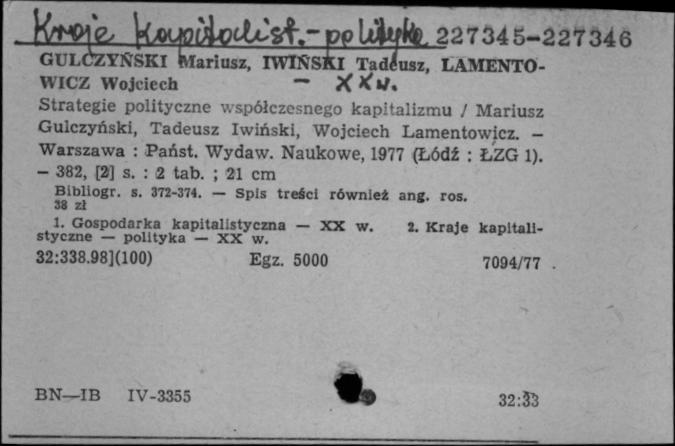 Kraje kapitalist.-polityka 227345-227346
GULCZYŃSKI Mariusz, IWIŃSKI Tadeusz, LAMENTO-
WICZ Wojciech — XX w.
Strategie polityczne współczesnego kapitalizmu / Mariusz
Gulczyński, Tadeusz Iwiński, Wojciech Lamentowicz. —
Warszawa : Państ. Wydaw. Naukowe, 1977 (Łódź : ŁZG 1).
— 382, [2] s. : 2 tab. ; 21 cm
Bibliogr. s. 372-374. — Spis treści również ang. ros.
38 zł
1. Gospodarka kapitalistyczna — XX w. 2. Kraje kapitali-
styczne — polityka — XX w.
32:338.98](100) Egz. 5000 7094/77
BN—IB IV-3355 32:33